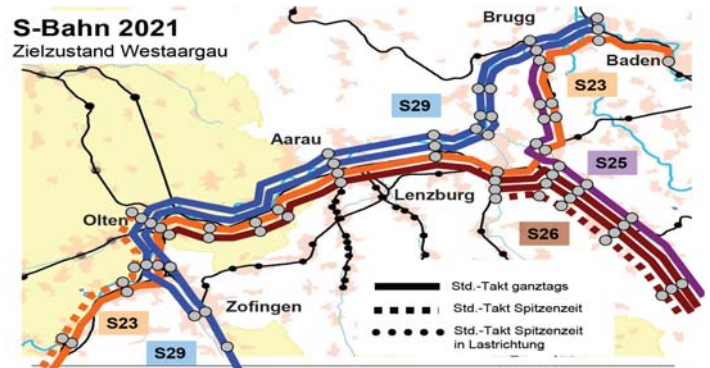 S-Bahn 2021
Zielzustand Westaargau
Brugg
Baden
S29
S23
Aarau
S25
Lenzburg
Olten
S26
Std.-Takt ganztags
Std.-Takt Spitzenzeit
Std.-Takt Spitzenzeit
in Lastrichtung
Zofingen
S23
S29